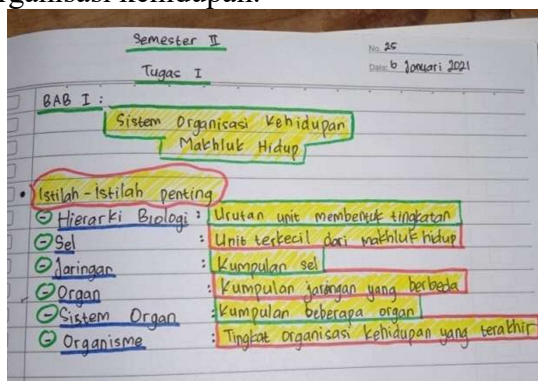 rganisasi kehidupan.
Semester II
No. 25
Tugas I
Date: 6 Januari 2021
BAB I :
Sistem Organisasi Kehidupan
Makhluk Hidup
• Istilah-Istilah penting
Hierarki Biologi : Urutan unit membentuk tingkatan
Sel : Unit terkecil dari makhluk hidup
Jaringan : Kumpulan sel
Organ : Kumpulan jaringan yang berbeda
Sistem Organ : Kumpulan beberapa organ
Organisme : Tingkat organisasi kehidupan yang terakhir